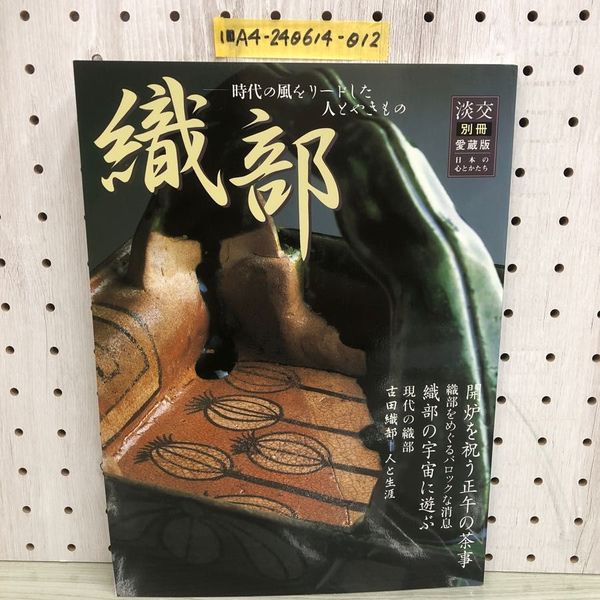 1111A4-240614-012
時代の風をリードした
人とやきもの
織部
淡交
別冊
愛蔵版
日本の
心とかたち
開炉を祝う正午の茶事
織部をめぐるバロックな消息
織部の宇宙に遊ぶ
現代の織部
古田織部―人と生涯